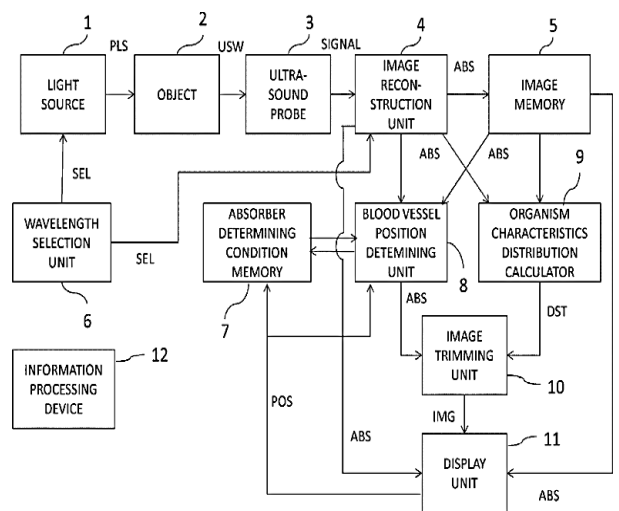 1
2
3
4
5
PLS
USW
SIGNAL
ABS
LIGHT
SOURCE
OBJECT
ULTRA-
SOUND
PROBE
IMAGE
RECON-
STRUCTION
UNIT
IMAGE
MEMORY
SEL
ABS
ABS
9
WAVELENGTH
SELECTION
UNIT
SEL
6
ABSORBER
DETERMINING
CONDITION
MEMORY
7
BLOOD VESSEL
POSITION
DETEMINING
UNIT
8
ORGANISM
CHARACTERISTICS
DISTRIBUTION
CALCULATOR
ABS
DST
12
INFORMATION
PROCESSING
DEVICE
IMAGE
TRIMMING
UNIT
10
POS
ABS
IMG
11
DISPLAY
UNIT
ABS